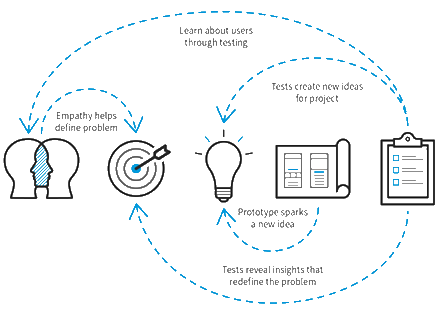 Learn about users
through testing
Tests create new ideas
for project
Empathy helps
define problem
Prototype sparks
a new idea
Tests reveal insights that
redefine the problem